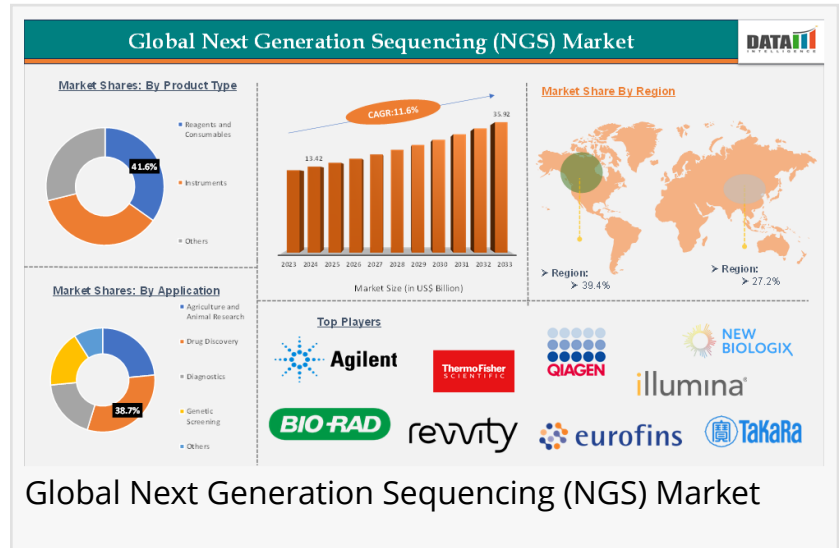 Global Next Generation Sequencing (NGS) Market
DATAM
INTELLIGENCE
Market Shares: By Product Type
41.6%
Reagents and
Consumables
Instruments
Others
CAGR:11.6%
13.42
35.92
2023 2024 2025 2026 2027 2028 2029 2030 2031 2032 2033
Market Size (in US$ Billion)
Market Share By Region
➤ Region:
➤ 39.4%
➤ Region:
➤ 27.2%
Market Shares: By Application
38.7%
Agriculture and
Animal Research
Drug Discovery
Diagnostics
Genetic
Screening
Others
Top Players
Agilent
ThermoFisher
SCIENTIFIC
QIAGEN
NEW
BIOLOGIX
illumina
BIO-RAD
revvity
eurofins
TaKaRa
Global Next Generation Sequencing (NGS) Market